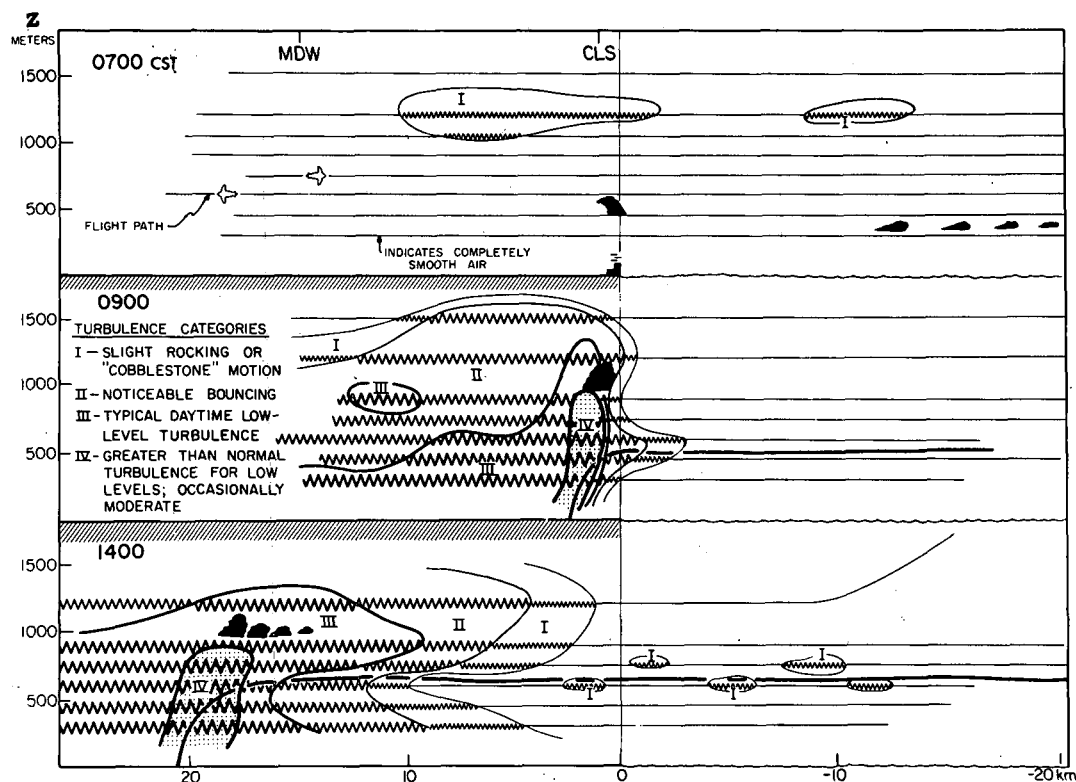 Z
METERS
MDW
CLS
0700 CST
1500
I
I
1000
500
FLIGHT PATH
INDICATES COMPLETELY
SMOOTH AIR
0900
1500
TURBULENCE CATEGORIES
I – SLIGHT ROCKING OR
"COBBLESTONE" MOTION
II – NOTICEABLE BOUNCING
III – TYPICAL DAYTIME LOW-
LEVEL TURBULENCE
IV – GREATER THAN NORMAL
TURBULENCE FOR LOW
LEVELS; OCCASIONALLY
MODERATE
I
II
1000
III
IV
500
III
1400
1500
1000
III
II
I
I
I
500
IV
I
I
20
10
0
-10
-20 km